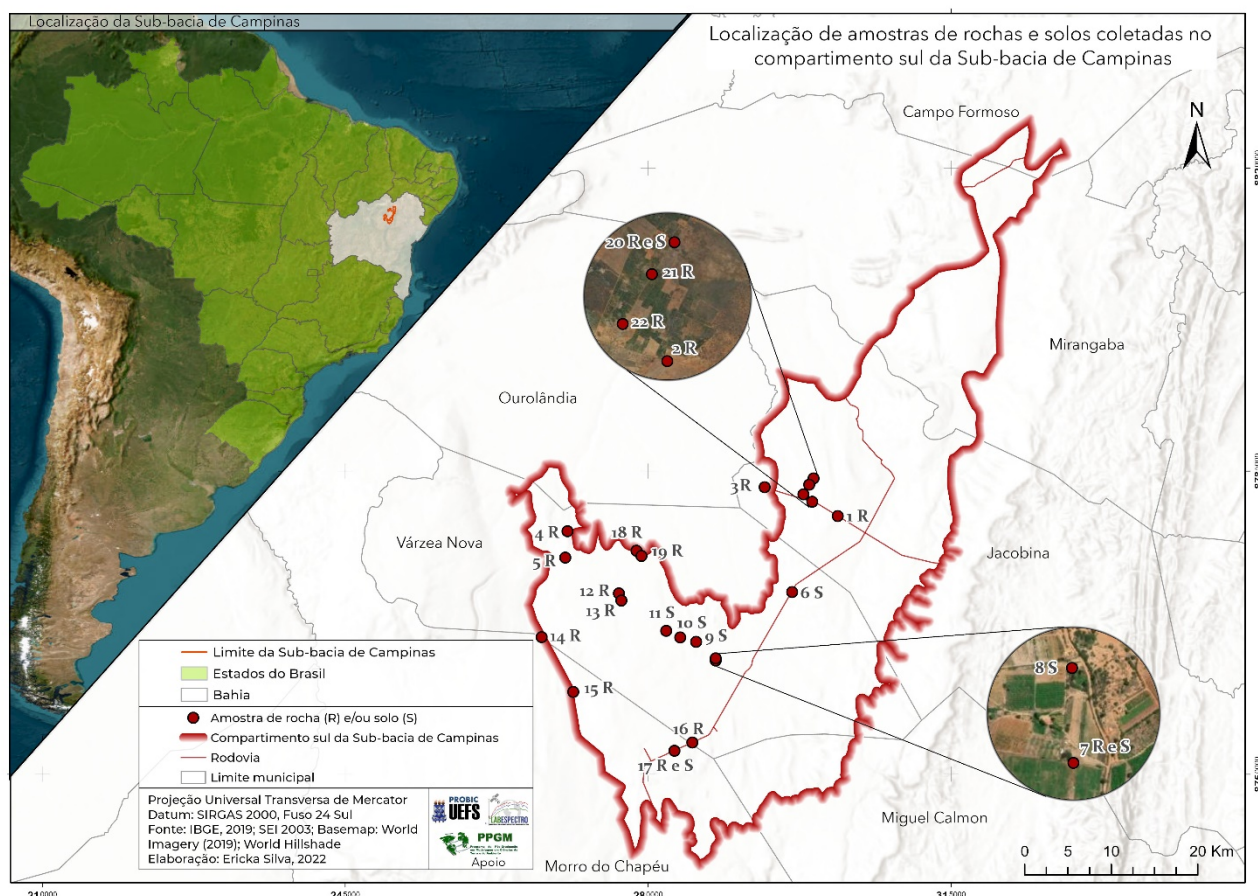 Localização da Sub-bacia de Campinas
Localização de amostras de rochas e solos coletadas no
compartimento sul da Sub-bacia de Campinas
Campo Formoso
N
20 R e S
21 R
22 R
2 R
Mirangaba
Ourolândia
3 R
1 R
4 R
18 R
Várzea Nova
5 R
19 R
Jacobina
12 R
13 R
6 S
11 S
10 S
9 S
14 R
8 S
15 R
7 R e S
16 R
17 R e S
Miguel Calmon
Morro do Chapéu
Limite da Sub-bacia de Campinas
Estados do Brasil
Bahia
Amostra de rocha (R) e/ou solo (S)
Compartimento sul da Sub-bacia de Campinas
Rodovia
Limite municipal
Projeção Universal Transversa de Mercator
Datum: SIRGAS 2000, Fuso 24 Sul
Fonte: IBGE, 2019; SEI 2003; Basemap: World
Imagery (2019); World Hillshade
Elaboração: Ericka Silva, 2022
PROBIC
UEFS
LABESPECTRO
PPGM
Apoio
0 5 10 20 Km
210000 245000 280000 315000